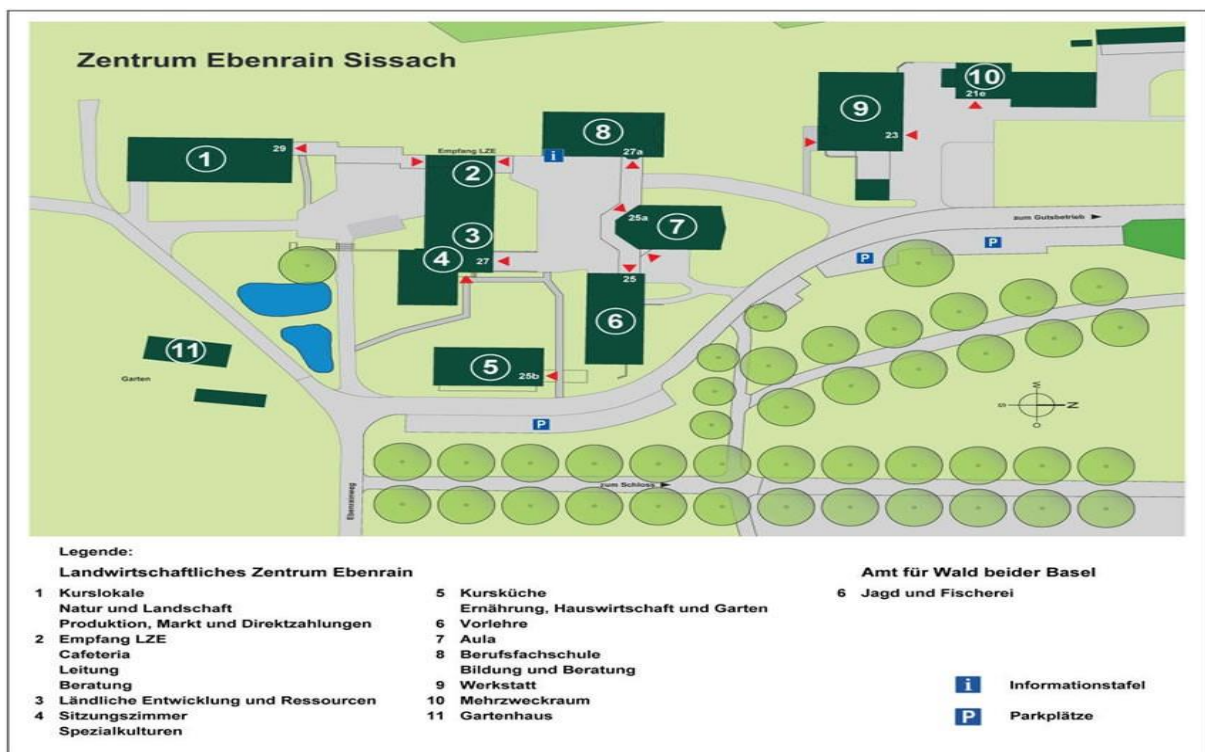 Zentrum Ebenrain Sissach
10
21e
9
23
8
27a
Empfang LZE
i
1
29
2
3
4
27
7
25a
25
6
zum Gutsbetrieb
P
P
5
25b
11
Garten
W
S
N
O
P
zum Schloss
Ebenrainweg
Legende:
Landwirtschaftliches Zentrum Ebenrain
1 Kurslokale
Natur und Landschaft
Produktion, Markt und Direktzahlungen
2 Empfang LZE
Cafeteria
Leitung
Beratung
3 Ländliche Entwicklung und Ressourcen
4 Sitzungszimmer
Spezialkulturen
5 Kursküche
Ernährung, Hauswirtschaft und Garten
6 Vorlehre
7 Aula
8 Berufsfachschule
Bildung und Beratung
9 Werkstatt
10 Mehrzweckraum
11 Gartenhaus
Amt für Wald beider Basel
6 Jagd und Fischerei
i Informationstafel
P Parkplätze